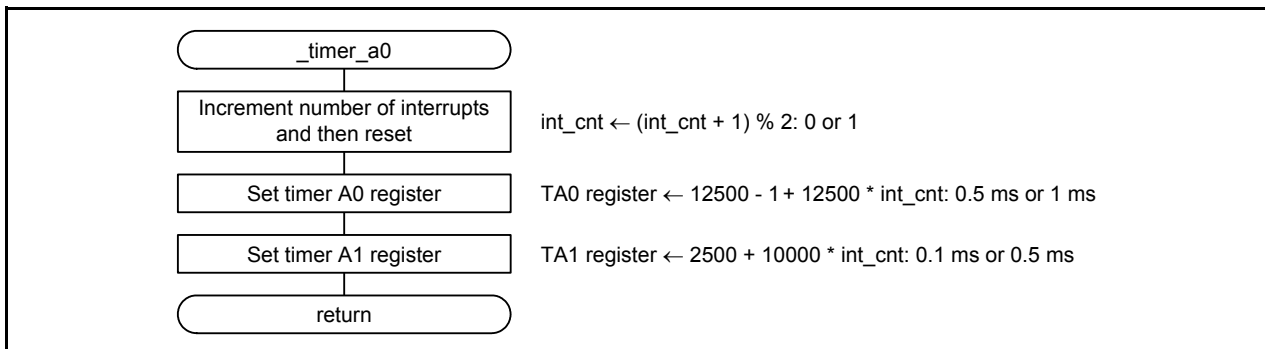 _timer_a0
Increment number of interrupts
and then reset
int_cnt ← (int_cnt + 1) % 2: 0 or 1
Set timer A0 register
TA0 register ← 12500 - 1 + 12500 * int_cnt: 0.5 ms or 1 ms
Set timer A1 register
TA1 register ← 2500 + 10000 * int_cnt: 0.1 ms or 0.5 ms
return